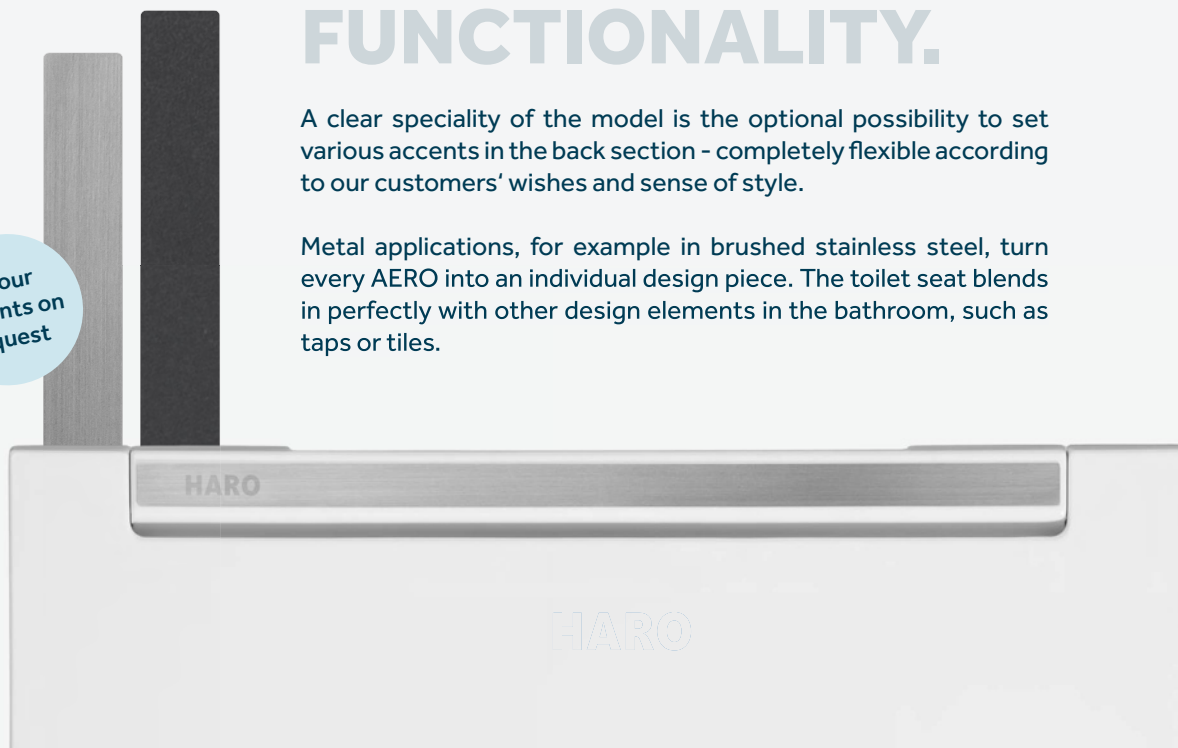 FUNCTIONALITY.
A clear speciality of the model is the optional possibility to set
various accents in the back section - completely flexible according
to our customers‘ wishes and sense of style.
Metal applications, for example in brushed stainless steel, turn
every AERO into an individual design piece. The toilet seat blends
in perfectly with other design elements in the bathroom, such as
taps or tiles.
on
HARO
HARO